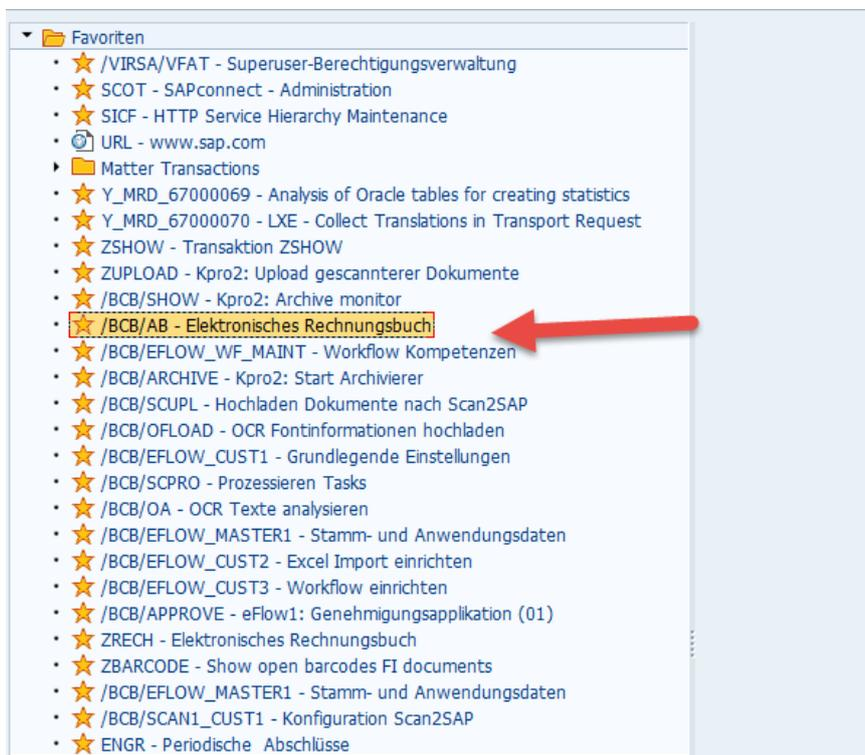 Favoriten
/VIRSA/VFAT - Superuser-Berechtigungsverwaltung
SCOT - SAPconnect - Administration
SICF - HTTP Service Hierarchy Maintenance
URL - www.sap.com
Matter Transactions
Y_MRD_67000069 - Analysis of Oracle tables for creating statistics
Y_MRD_67000070 - LXE - Collect Translations in Transport Request
ZSHOW - Transaktion ZSHOW
ZUPLOAD - Kpro2: Upload gescannterer Dokumente
/BCB/SHOW - Kpro2: Archive monitor
/BCB/AB - Elektronisches Rechnungsbuch
/BCB/EFLOW_WF_MAINT - Workflow Kompetenzen
/BCB/ARCHIVE - Kpro2: Start Archivierer
/BCB/SCUPL - Hochladen Dokumente nach Scan2SAP
/BCB/OFLOAD - OCR Fontinformationen hochladen
/BCB/EFLOW_CUST1 - Grundlegende Einstellungen
/BCB/SCPRO - Prozessieren Tasks
/BCB/OA - OCR Texte analysieren
/BCB/EFLOW_MASTER1 - Stamm- und Anwendungsdaten
/BCB/EFLOW_CUST2 - Excel Import einrichten
/BCB/EFLOW_CUST3 - Workflow einrichten
/BCB/APPROVE - eFlow1: Genehmigungsapplikation (01)
ZRECH - Elektronisches Rechnungsbuch
ZBARCODE - Show open barcodes FI documents
/BCB/EFLOW_MASTER1 - Stamm- und Anwendungsdaten
/BCB/SCAN1_CUST1 - Konfiguration Scan2SAP
ENGR - Periodische Abschlüsse